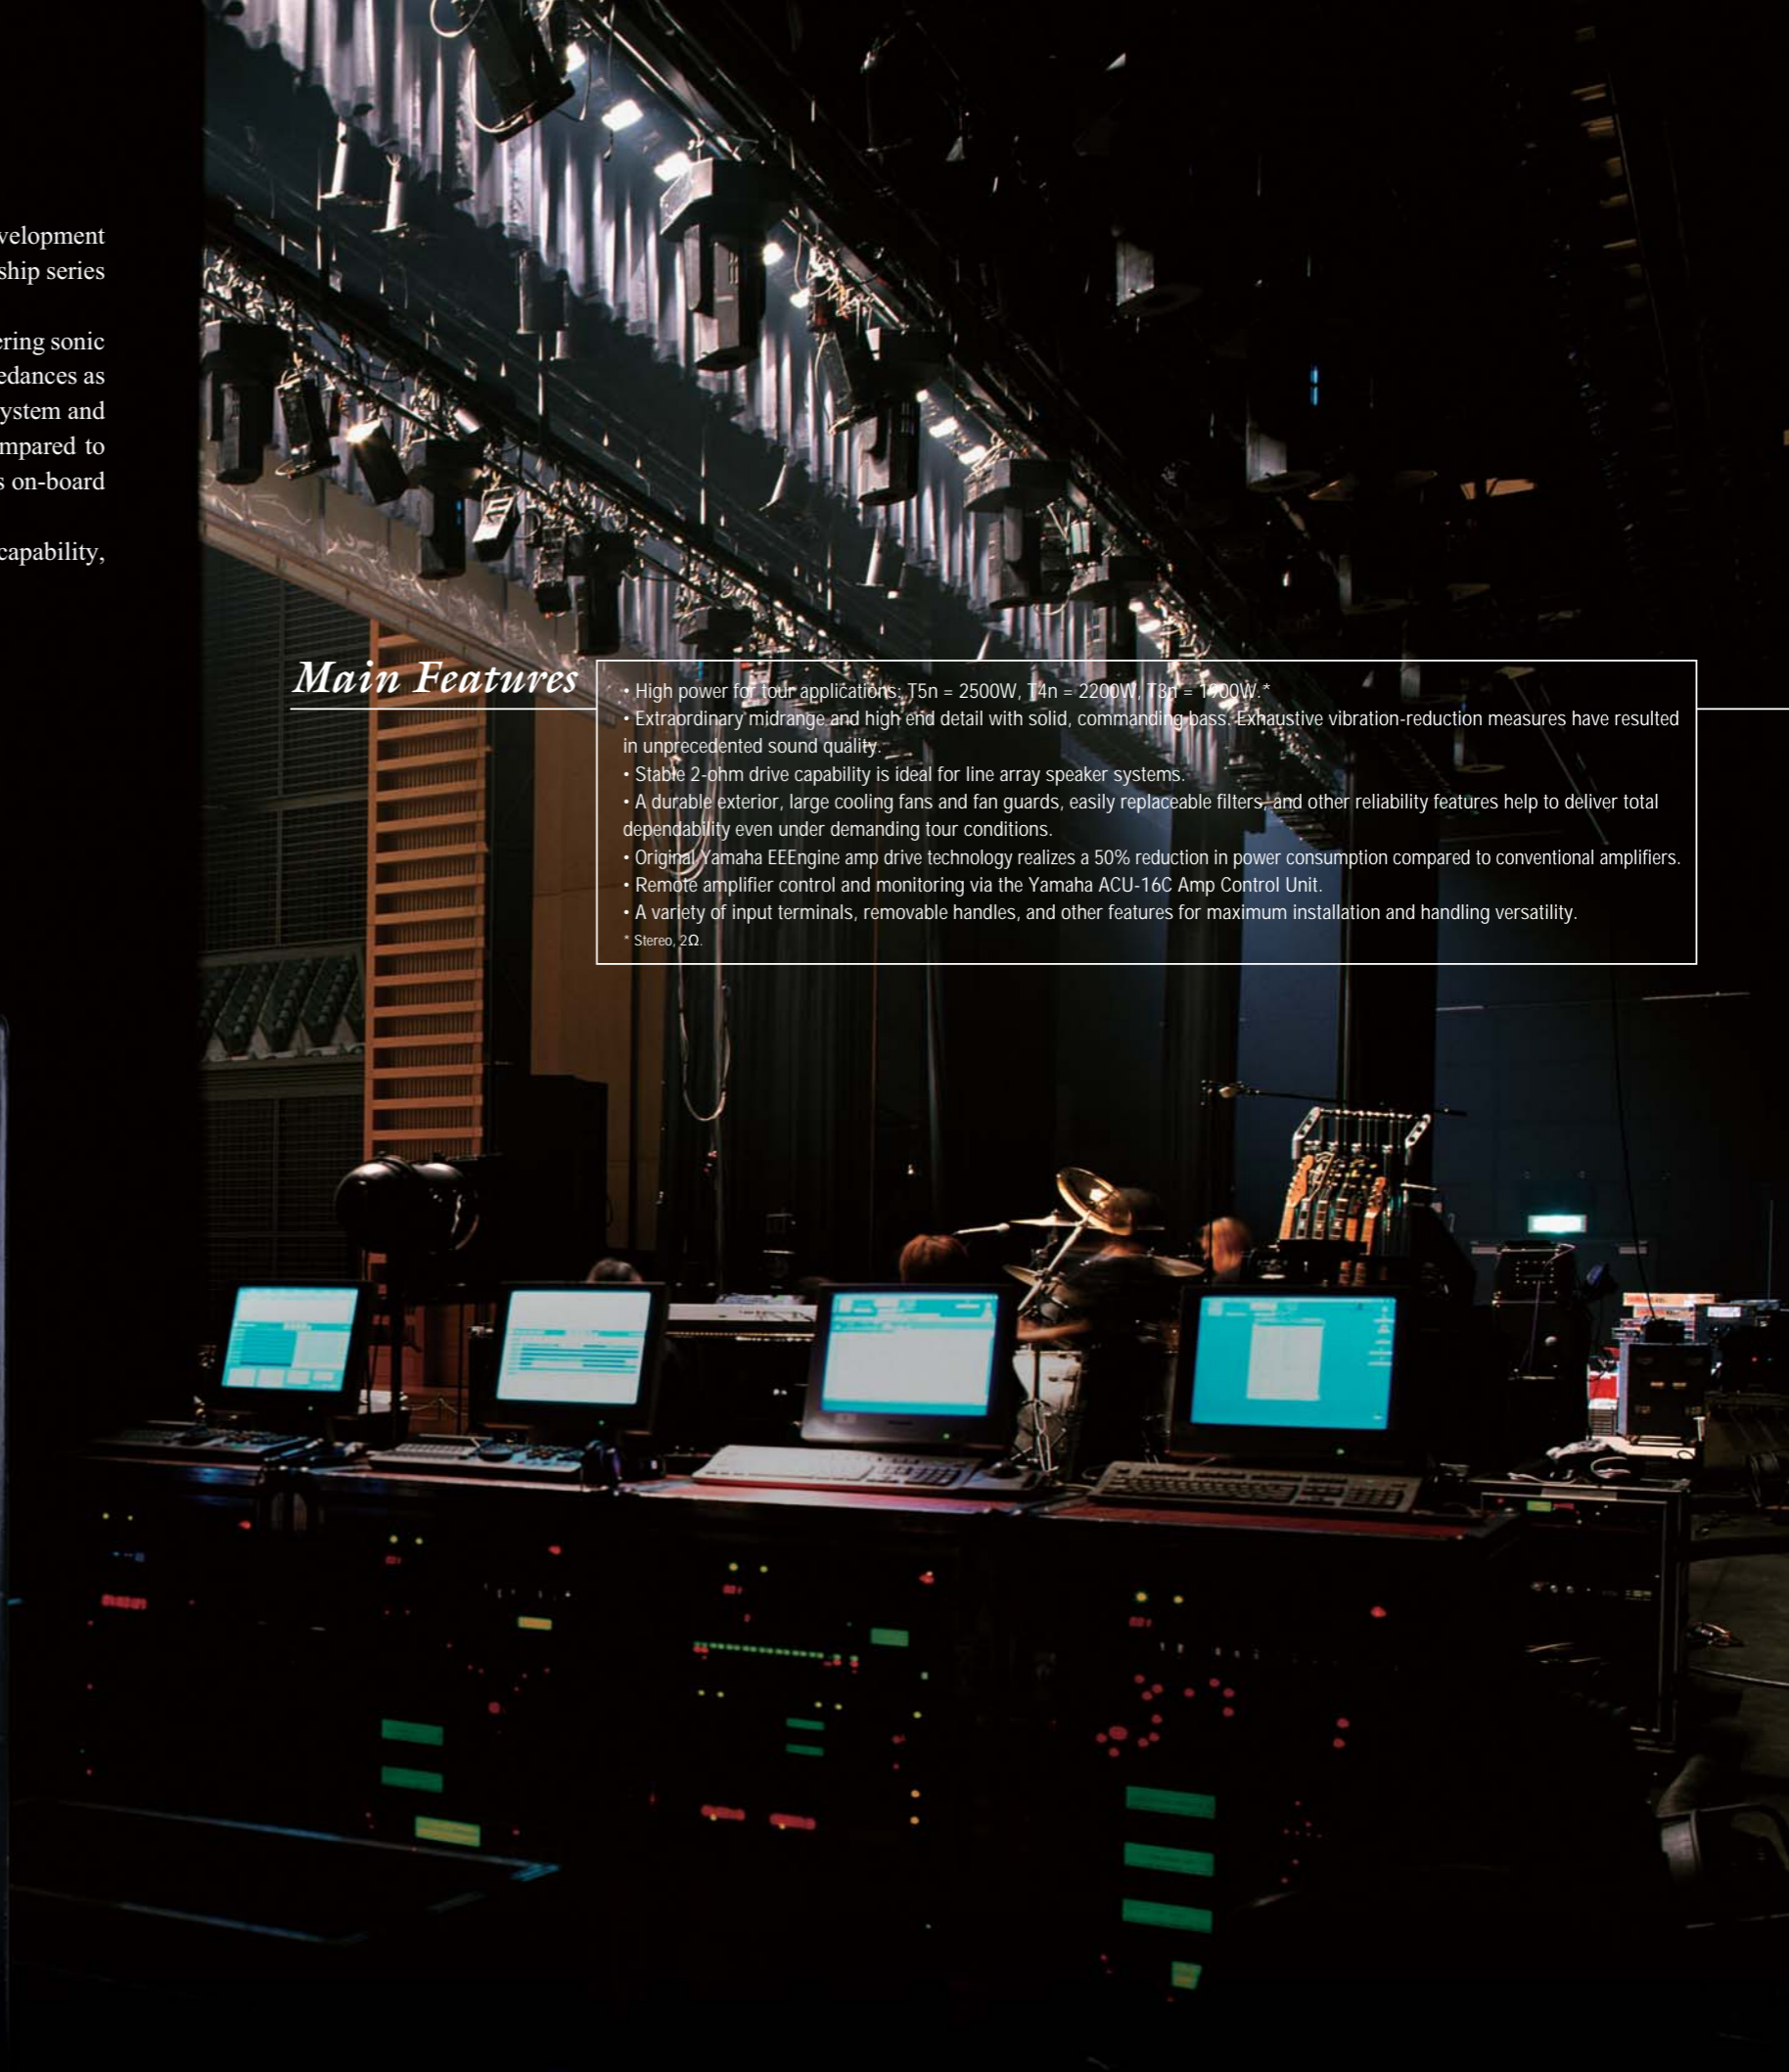 velopment
ship series
ering sonic
edances as
ystem and
mpared to
s on-board
capability,
Main Features
• High power for tour applications: T5n = 2500W, T4n = 2200W, T3n = 1900W.*
• Extraordinary midrange and high end detail with solid, commanding bass. Exhaustive vibration-reduction measures have resulted
in unprecedented sound quality.
• Stable 2-ohm drive capability is ideal for line array speaker systems.
• A durable exterior, large cooling fans and fan guards, easily replaceable filters, and other reliability features help to deliver total
dependability even under demanding tour conditions.
• Original Yamaha EEEngine amp drive technology realizes a 50% reduction in power consumption compared to conventional amplifiers.
• Remote amplifier control and monitoring via the Yamaha ACU-16C Amp Control Unit.
• A variety of input terminals, removable handles, and other features for maximum installation and handling versatility.
* Stereo, 2Ω.